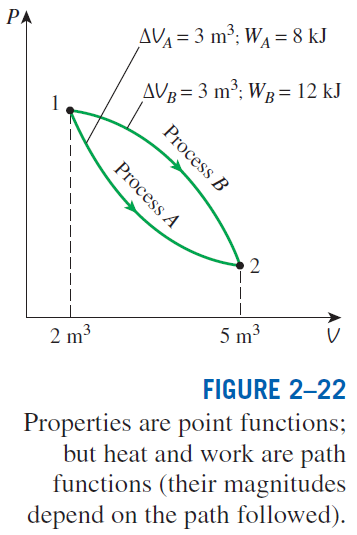 P
ΔV_A = 3 m³; W_A = 8 kJ
ΔV_B = 3 m³; W_B = 12 kJ
1
Process B
Process A
2
2 m³
5 m³
V
FIGURE 2–22
Properties are point functions;
but heat and work are path
functions (their magnitudes
depend on the path followed).